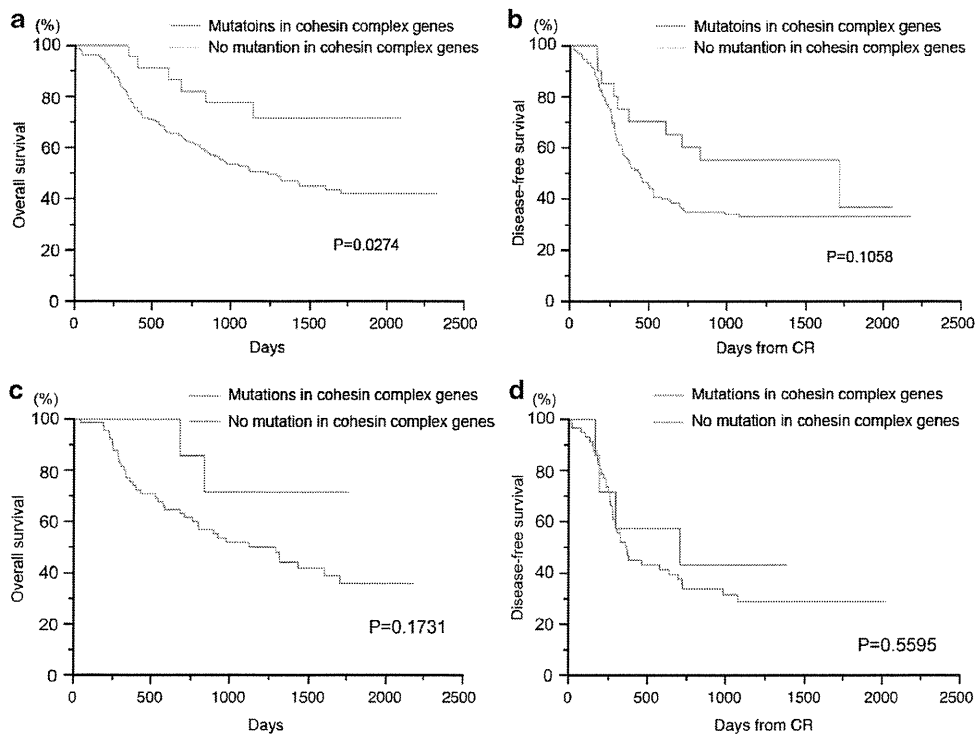 a
(%)
Mutatoins in cohesin complex genes
No mutantion in cohesin complex genes
100
80
60
40
20
0
Overall survival
P=0.0274
0 500 1000 1500 2000 2500
Days
b
(%)
Mutatoins in cohesin complex genes
No mutantion in cohesin complex genes
100
80
60
40
20
0
Disease-free survival
P=0.1058
0 500 1000 1500 2000 2500
Days from CR
c
(%)
Mutations in cohesin complex genes
No mutation in cohesin complex genes
100
80
60
40
20
0
Overall survival
P=0.1731
0 500 1000 1500 2000 2500
Days
d
(%)
Mutations in cohesin complex genes
No mutation in cohesin complex genes
100
80
60
40
20
0
Disease-free survival
P=0.5595
0 500 1000 1500 2000 2500
Days from CR